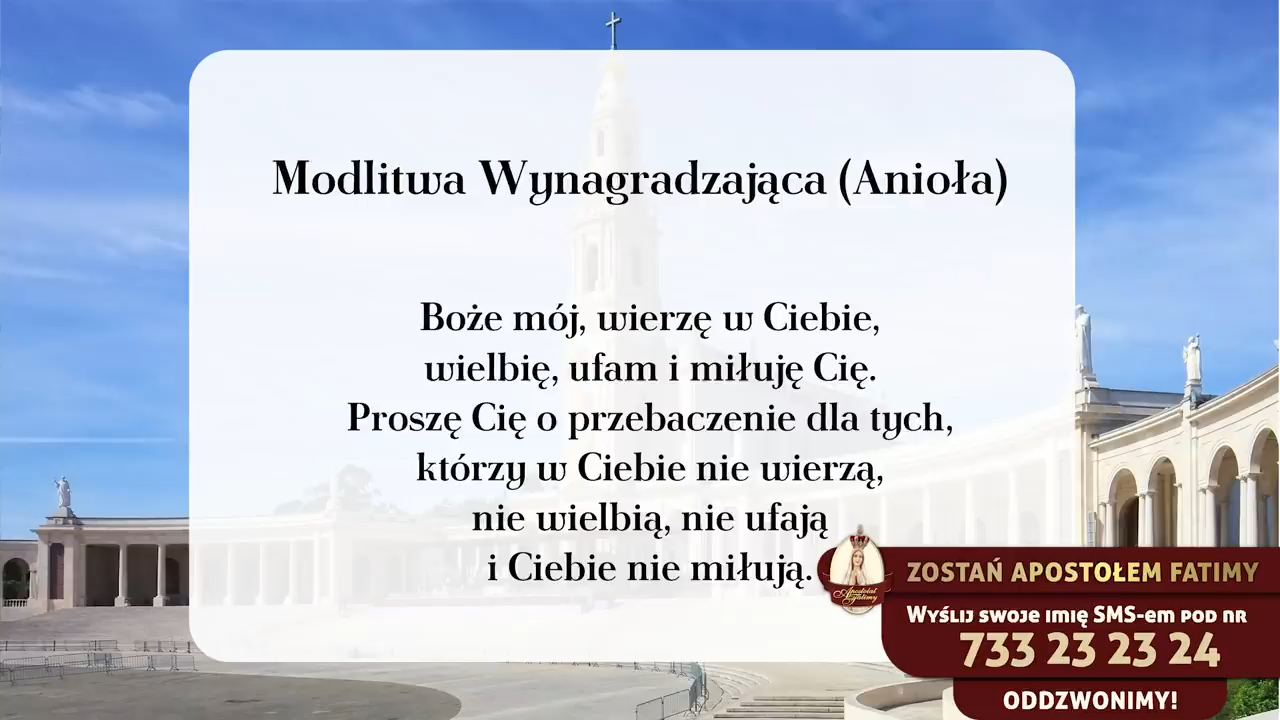 Modlitwa Wynagradzająca (Anioła)
Boże mój, wierzę w Ciebie,
wielbię, ufam i miłuję Cię.
Proszę Cię o przebaczenie dla tych,
którzy w Ciebie nie wierzą,
nie wielbią, nie ufają
i Ciebie nie miłują.
Apostolat
Fatimy
ZOSTAŃ APOSTOŁEM FATIMY
Wyślij swoje imię SMS-em pod nr
733 23 23 24
ODDZWONIMY!